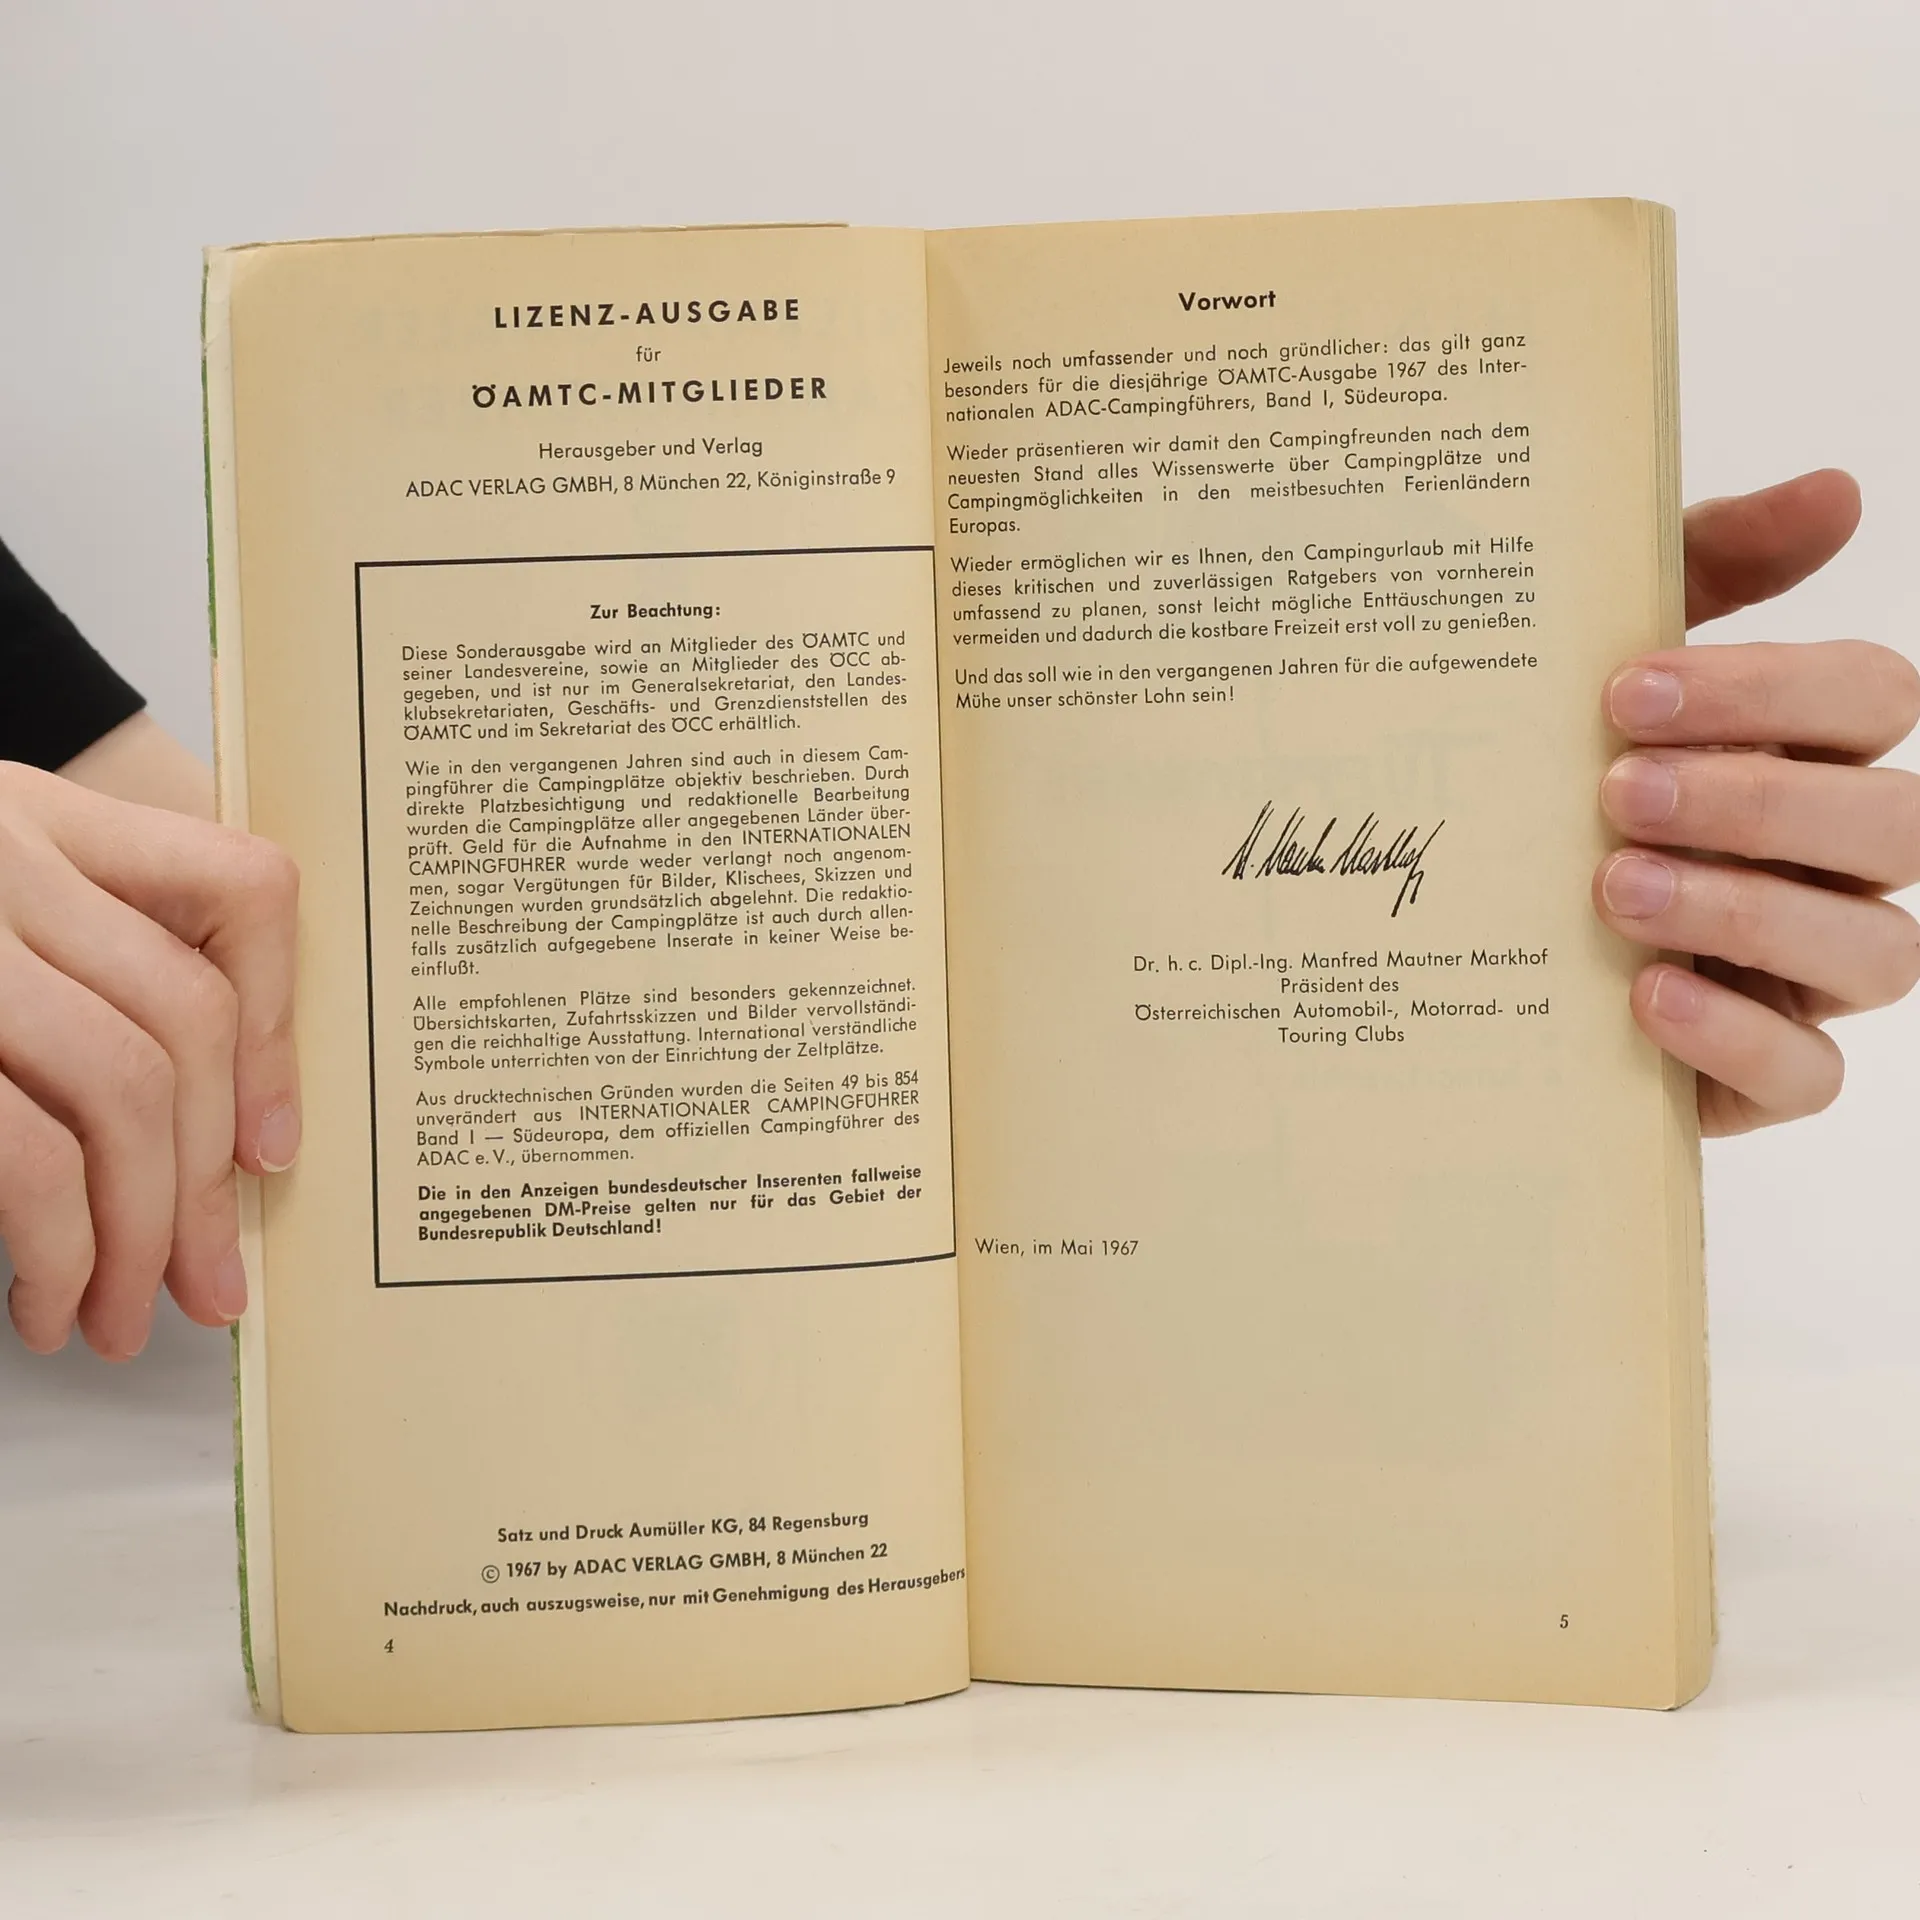 LIZENZ-AUSGABE
für
ÖAMTC-MITGLIEDER
Herausgeber und Verlag
ADAC VERLAG GMBH, 8 München 22, Königinstraße 9
Zur Beachtung:
Diese Sonderausgabe wird an Mitglieder des ÖAMTC und
seiner Landesvereine, sowie an Mitglieder des ÖCC ab-
gegeben, und ist nur im Generalsekretariat, den Landes-
klubsekretariaten, Geschäfts- und Grenzdienststellen des
ÖAMTC und im Sekretariat des ÖCC erhältlich.
Wie in den vergangenen Jahren sind auch in diesem Cam-
pingführer die Campingplätze objektiv beschrieben. Durch
direkte Platzbesichtigung und redaktionelle Bearbeitung
wurden die Campingplätze aller angegebenen Länder über-
prüft. Geld für die Aufnahme in den INTERNATIONALEN
CAMPINGFÜHRER wurde weder verlangt noch angenom-
men, sogar Vergütungen für Bilder, Klischees, Skizzen und
Zeichnungen wurden grundsätzlich abgelehnt. Die redaktio-
nelle Beschreibung der Campingplätze ist auch durch allen-
falls zusätzlich aufgegebene Inserate in keiner Weise be-
einflußt.
Alle empfohlenen Plätze sind besonders gekennzeichnet.
Übersichtskarten, Zufahrtsskizzen und Bilder vervollständi-
gen die reichhaltige Ausstattung. International verständliche
Symbole unterrichten von der Einrichtung der Zeltplätze.
Aus drucktechnischen Gründen wurden die Seiten 49 bis 854
unverändert aus INTERNATIONALER CAMPINGFÜHRER
Band I — Südeuropa, dem offiziellen Campingführer des
ADAC e. V., übernommen.
Die in den Anzeigen bundesdeutscher Inserenten fallweise
angegebenen DM-Preise gelten nur für das Gebiet der
Bundesrepublik Deutschland!
Satz und Druck Aumüller KG, 84 Regensburg
© 1967 by ADAC VERLAG GMBH, 8 München 22
Nachdruck, auch auszugsweise, nur mit Genehmigung des Herausgebers
4
Vorwort
Jeweils noch umfassender und noch gründlicher: das gilt ganz
besonders für die diesjährige ÖAMTC-Ausgabe 1967 des Inter-
nationalen ADAC-Campingführers, Band I, Südeuropa.
Wieder präsentieren wir damit den Campingfreunden nach dem
neuesten Stand alles Wissenswerte über Campingplätze und
Campingmöglichkeiten in den meistbesuchten Ferienländern
Europas.
Wieder ermöglichen wir es Ihnen, den Campingurlaub mit Hilfe
dieses kritischen und zuverlässigen Ratgebers von vornherein
umfassend zu planen, sonst leicht mögliche Enttäuschungen zu
vermeiden und dadurch die kostbare Freizeit erst voll zu genießen.
Und das soll wie in den vergangenen Jahren für die aufgewendete
Mühe unser schönster Lohn sein!
M. Mautner Markhof
Dr. h. c. Dipl.-Ing. Manfred Mautner Markhof
Präsident des
Österreichischen Automobil-, Motorrad- und
Touring Clubs
Wien, im Mai 1967
5